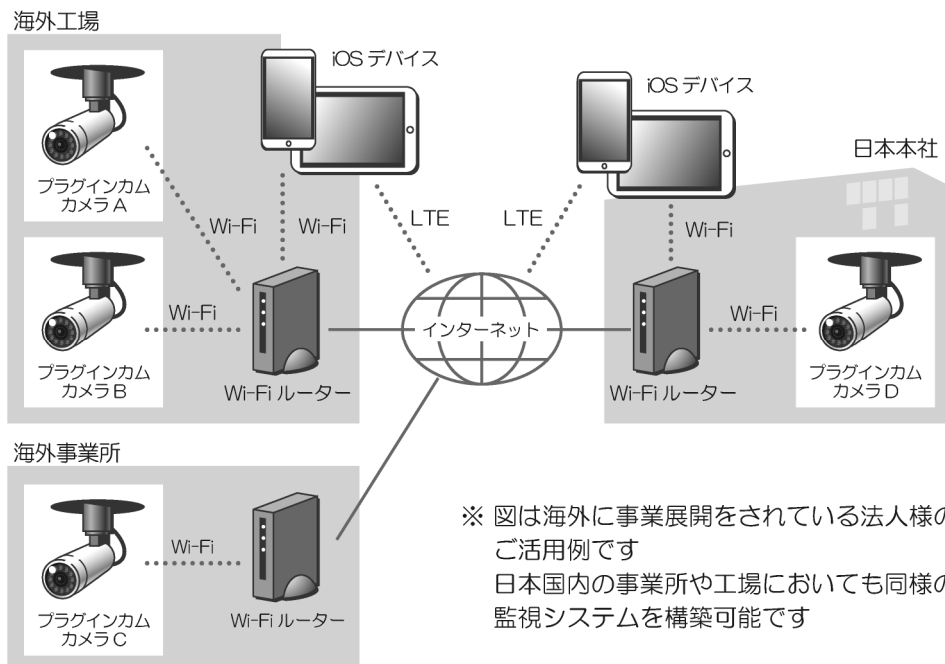 海外工場
iOS デバイス
iOS デバイス
日本本社
プラグインカム
カメラA
Wi-Fi
Wi-Fi
LTE
LTE
Wi-Fi
プラグインカム
カメラB
Wi-Fi
Wi-Fi ルーター
インターネット
Wi-Fi ルーター
Wi-Fi
プラグインカム
カメラD
海外事業所
プラグインカム
カメラC
Wi-Fi
Wi-Fi ルーター
※ 図は海外に事業展開をされている法人様の
ご活用例です
日本国内の事業所や工場においても同様の
監視システムを構築可能です